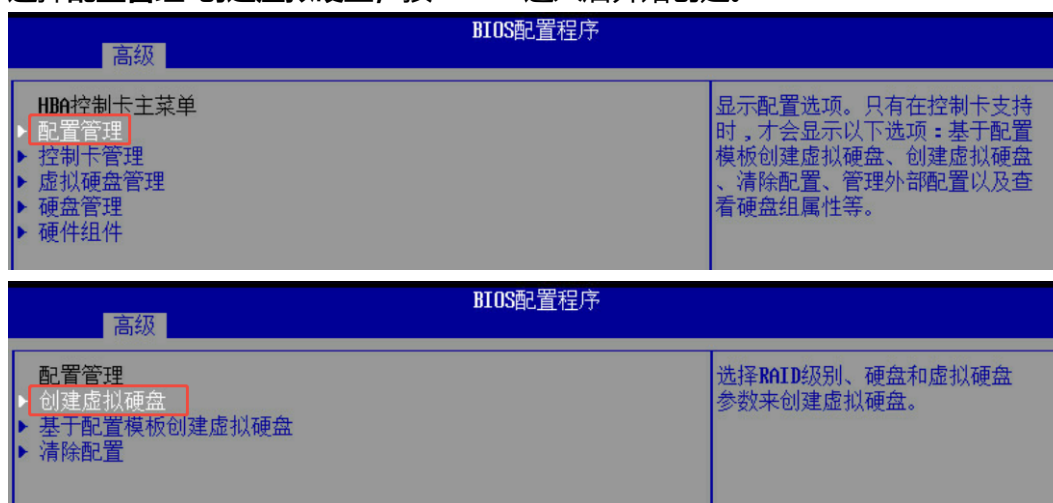 BIOS配置程序
高级
HBA控制卡主菜单
配置管理
控制卡管理
虚拟硬盘管理
硬盘管理
硬件组件
显示配置选项。只有在控制卡支持
时，才会显示以下选项：基于配置
模板创建虚拟硬盘、创建虚拟硬盘
、清除配置、管理外部配置以及查
看硬盘组属性等。
BIOS配置程序
高级
配置管理
创建虚拟硬盘
基于配置模板创建虚拟硬盘
清除配置
选择RAID级别、硬盘和虚拟硬盘
参数来创建虚拟硬盘。